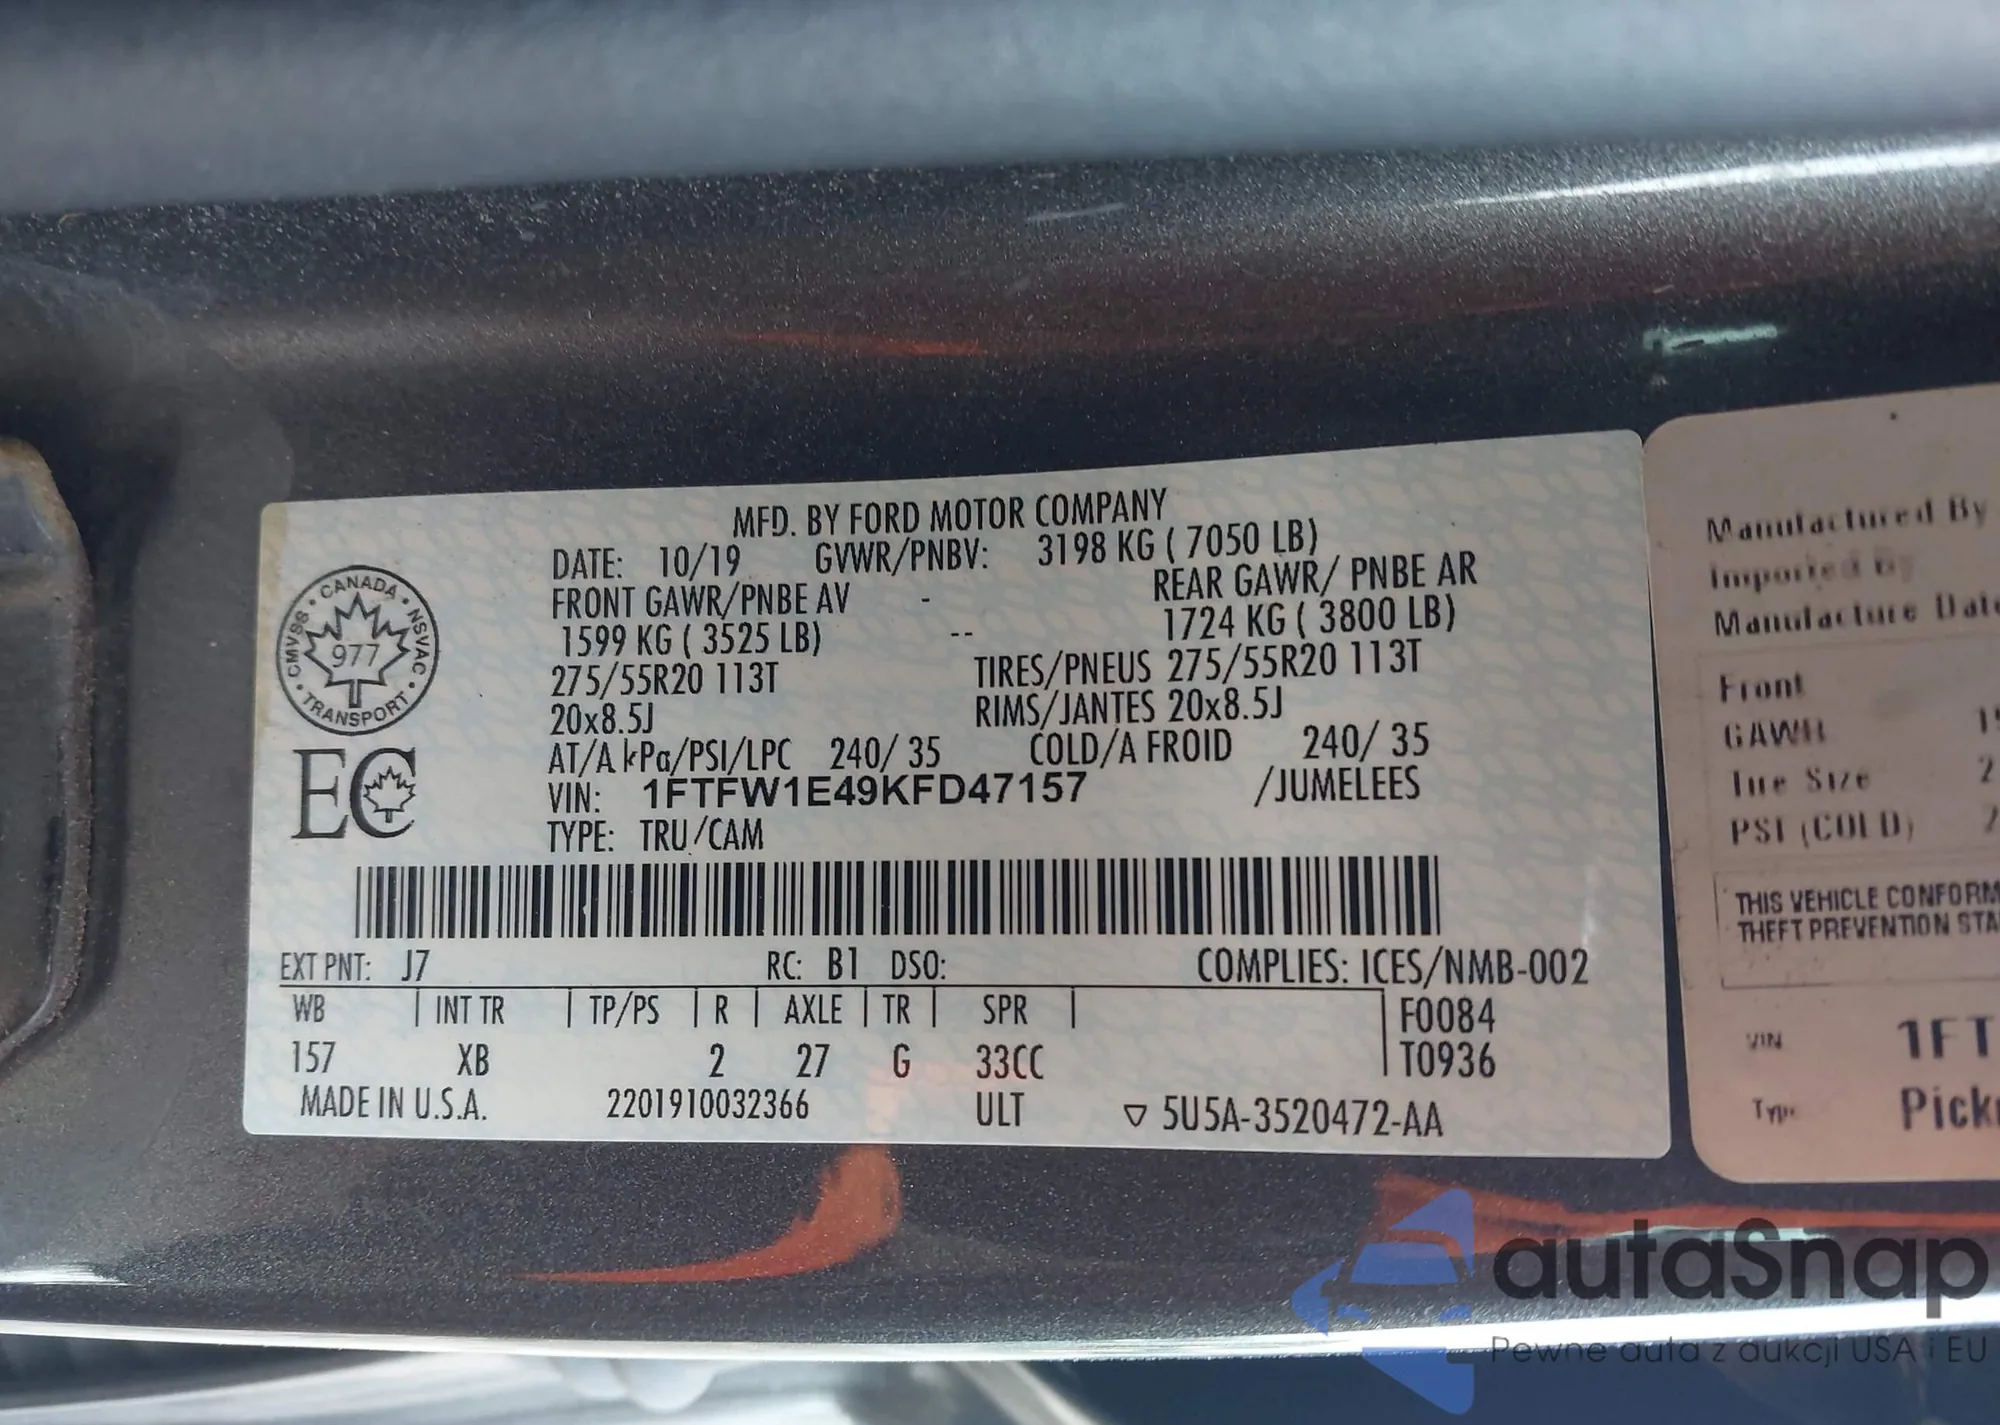 MFD. BY FORD MOTOR COMPANY
DATE: 10/19 GVWR/PNBV: 3198 KG ( 7050 LB)
FRONT GAWR/PNBE AV - REAR GAWR/ PNBE AR
1599 KG ( 3525 LB) -- 1724 KG ( 3800 LB)
275/55R20 113T TIRES/PNEUS 275/55R20 113T
20x8.5J RIMS/JANTES 20x8.5J
AT/A kPa/PSI/LPC 240/ 35 COLD/A FROID 240/ 35
VIN: 1FTFW1E49KFD47157 /JUMELEES
TYPE: TRU/CAM
CANADA
CMVSS 977 NSVAC
TRANSPORT
EC
EXT PNT: J7 RC: B1 DSO: COMPLIES: ICES/NMB-002
WB | INT TR | TP/PS | R | AXLE | TR | SPR | F0084
157 XB 2 27 G 33CC T0936
MADE IN U.S.A. 2201910032366 ULT ▽ 5U5A-3520472-AA
Manufactured By
Imported By
Manufacture Date
Front
GAWR
Tire Size
PSI (COLD)
THIS VEHICLE CONFORM
THEFT PREVENTION STA
VIN 1FT
Type Pick
autaSnap
Pewne auta z aukcji USA i EU